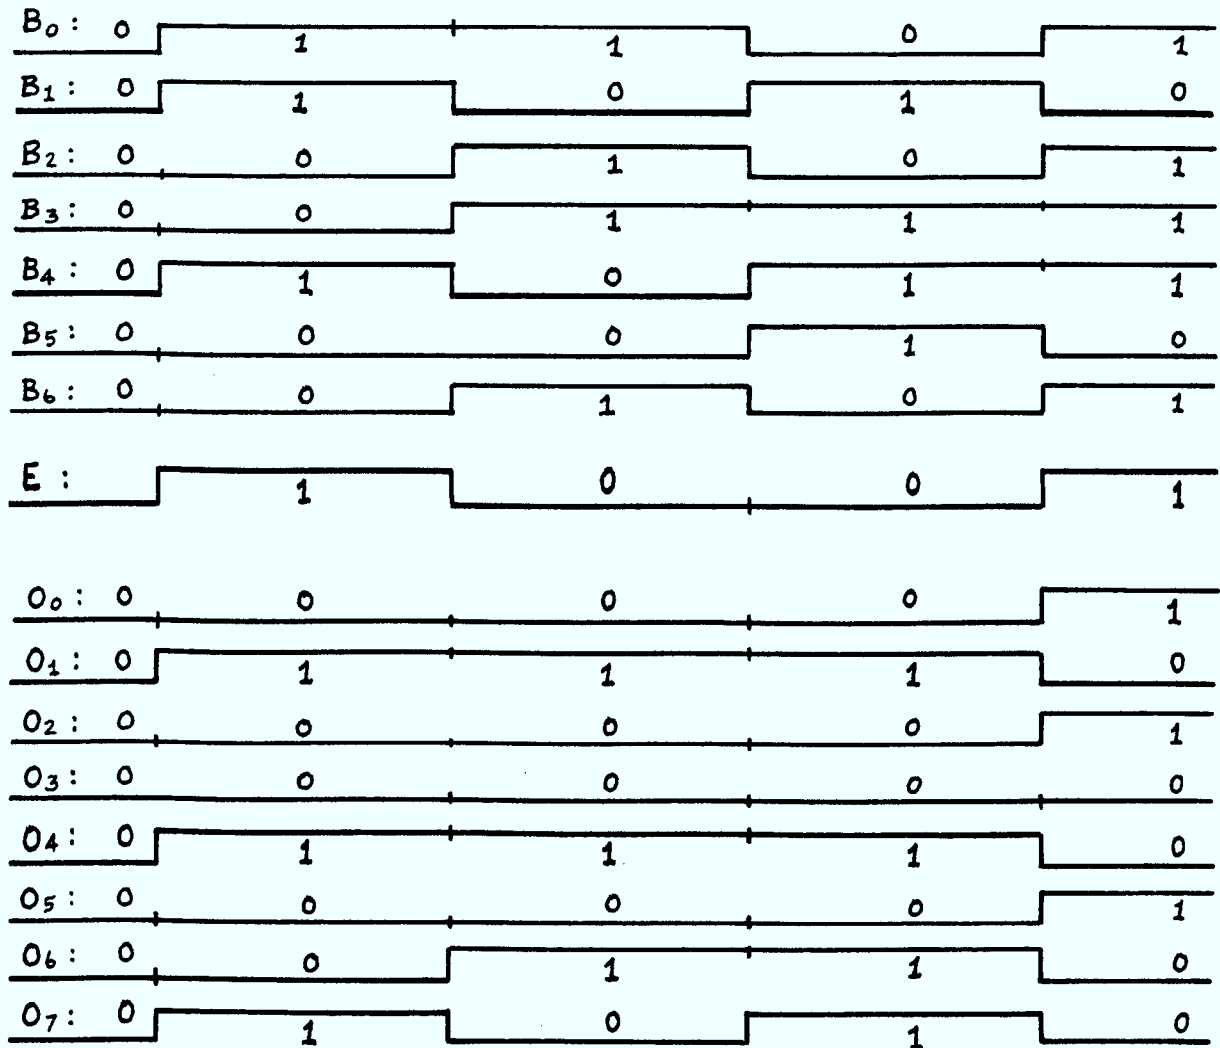 B0: 0 1 1 0 1
B1: 0 1 0 1 0
B2: 0 0 1 0 1
B3: 0 0 1 1 1
B4: 0 1 0 1 1
B5: 0 0 0 1 0
B6: 0 0 1 0 1
E: 1 0 0 1
O0: 0 0 0 0 1
O1: 0 1 1 1 0
O2: 0 0 0 0 1
O3: 0 0 0 0 0
O4: 0 1 1 1 0
O5: 0 0 0 0 1
O6: 0 0 1 1 0
O7: 0 1 0 1 0